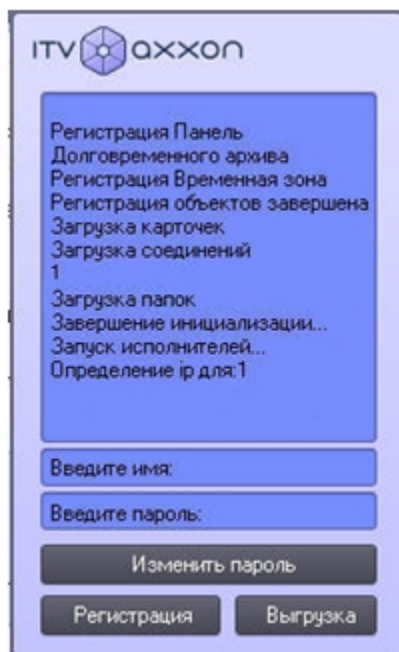 ITV axxon
Регистрация Панель
Долговременного архива
Регистрация Временная зона
Регистрация объектов завершена
Загрузка карточек
Загрузка соединений
1
Загрузка папок
Завершение инициализации...
Запуск исполнителей...
Определение ip для:1
Введите имя:
Введите пароль:
Изменить пароль
Регистрация Выгрузка